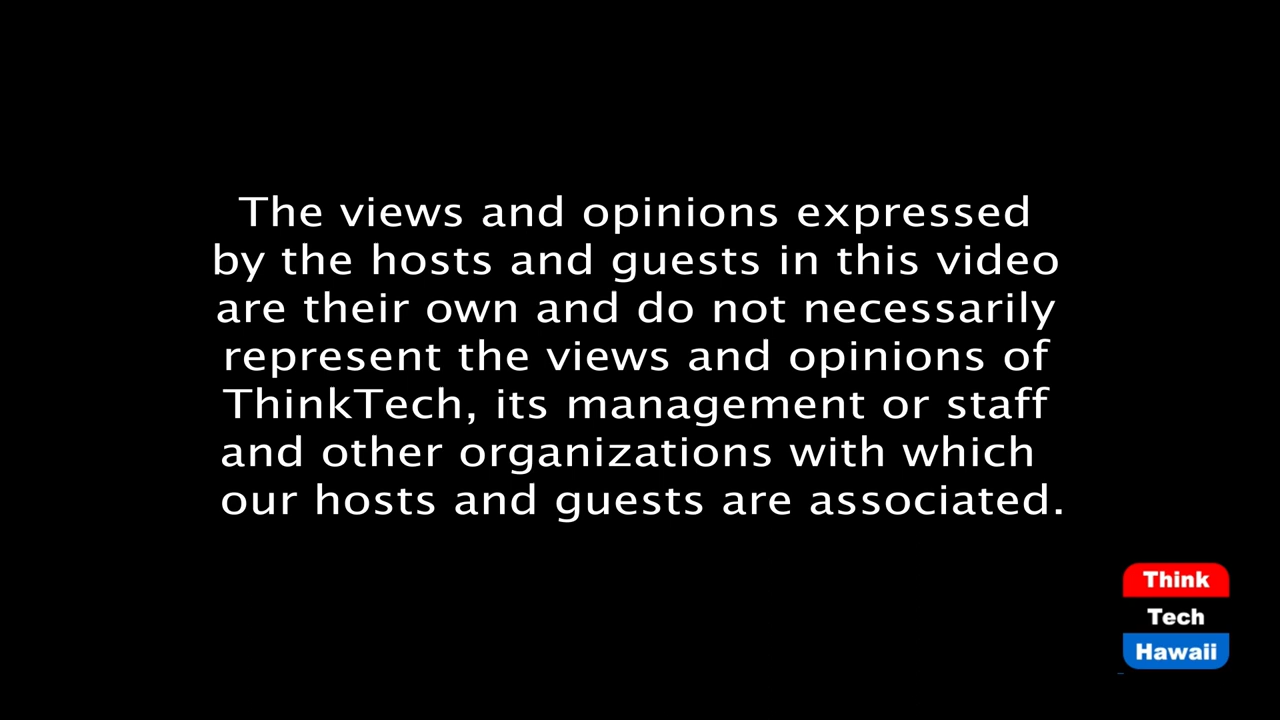 The views and opinions expressed
by the hosts and guests in this video
are their own and do not necessarily
represent the views and opinions of
ThinkTech, its management or staff
and other organizations with which
our hosts and guests are associated.
Think
Tech
Hawaii